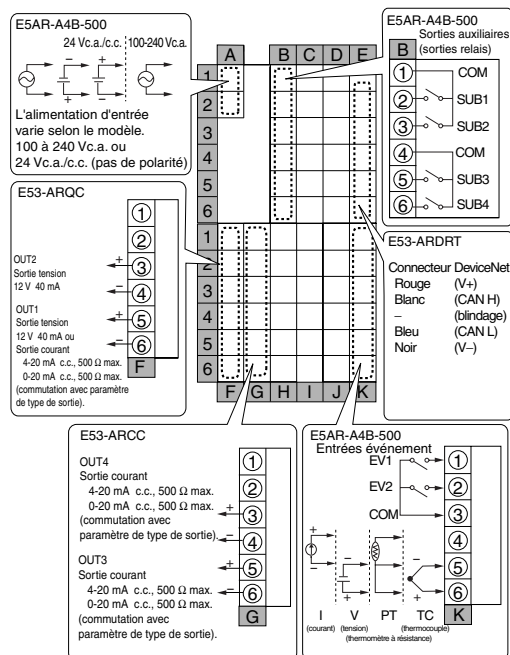 E5AR-A4B-500
24 Vc.a./c.c. 100-240 Vc.a.
+ − − +
L'alimentation d'entrée
varie selon le modèle.
100 à 240 Vc.a. ou
24 Vc.a./c.c. (pas de polarité)
A B C D E
1
2
3
4
5
6
1
2
3
4
5
6
F G H I J K
E5AR-A4B-500
Sorties auxiliaires
(sorties relais)
B
1 COM
2 SUB1
3 SUB2
4 COM
5 SUB3
6 SUB4
E53-ARQC
1
2
OUT2
Sortie tension
12 V 40 mA
+ 3
− 4
OUT1
Sortie tension
12 V 40 mA ou
Sortie courant
4-20 mA c.c., 500 Ω max.
0-20 mA c.c., 500 Ω max.
(commutation avec paramètre
de type de sortie).
+ 5
− 6
F
E53-ARDRT
Connecteur DeviceNet
Rouge (V+)
Blanc (CAN H)
– (blindage)
Bleu (CAN L)
Noir (V–)
E53-ARCC
1
2
OUT4
Sortie courant
4-20 mA c.c., 500 Ω max.
0-20 mA c.c., 500 Ω max.
(commutation avec
paramètre de type de sortie).
+ 3
− 4
OUT3
Sortie courant
4-20 mA c.c., 500 Ω max.
0-20 mA c.c., 500 Ω max.
(commutation avec
paramètre de type de sortie).
+ 5
− 6
G
E5AR-A4B-500
Entrées événement
EV1 1
EV2 2
COM 3
4
5
6
+ − − +
− +
I V PT TC K
(courant) (tension) (thermocouple)
(thermomètre à résistance)